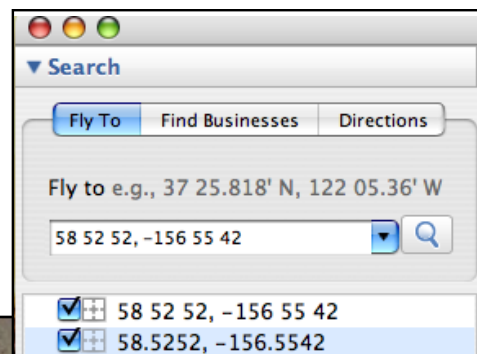 Search
Fly To Find Businesses Directions
Fly to e.g., 37 25.818' N, 122 05.36' W
58 52 52, -156 55 42
58 52 52, -156 55 42
58.5252, -156.5542